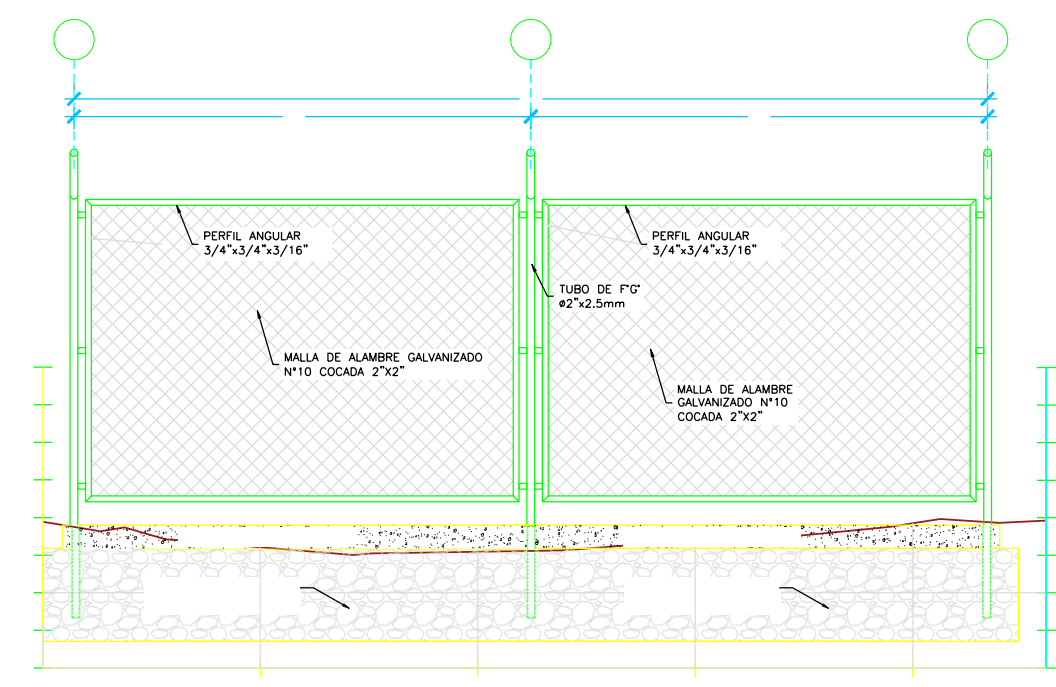 PERFIL ANGULAR
3/4"x3/4"x3/16"
PERFIL ANGULAR
3/4"x3/4"x3/16"
TUBO DE F°G°
ø2"x2.5mm
MALLA DE ALAMBRE GALVANIZADO
N°10 COCADA 2"X2"
MALLA DE ALAMBRE
GALVANIZADO N°10
COCADA 2"X2"